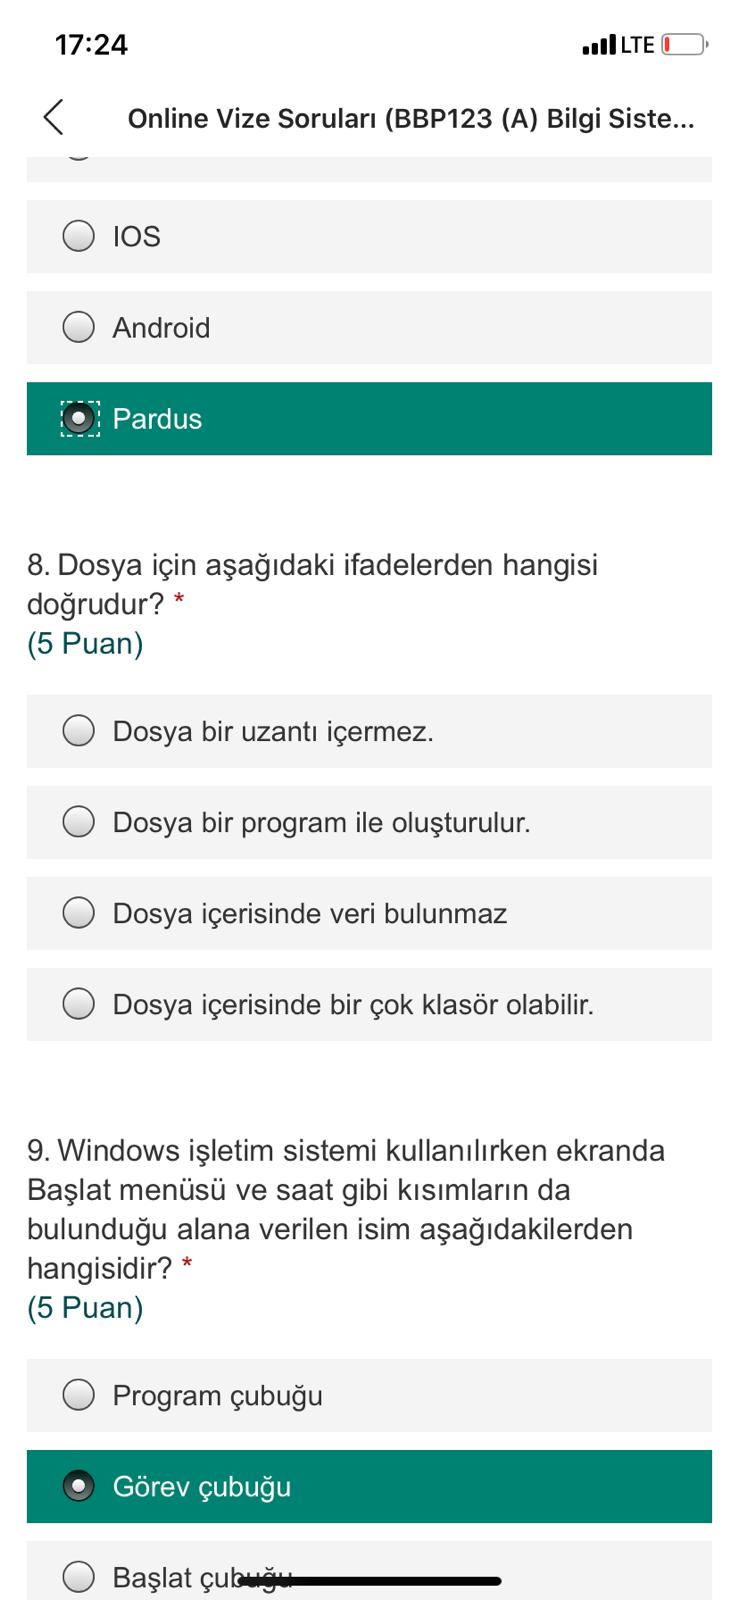 17:24
LTE
Online Vize Soruları (BBP123 (A) Bilgi Siste...
IOS
Android
Pardus
8. Dosya için aşağıdaki ifadelerden hangisi
doğrudur? *
(5 Puan)
Dosya bir uzantı içermez.
Dosya bir program ile oluşturulur.
Dosya içerisinde veri bulunmaz
Dosya içerisinde bir çok klasör olabilir.
9. Windows işletim sistemi kullanılırken ekranda
Başlat menüsü ve saat gibi kısımların da
bulunduğu alana verilen isim aşağıdakilerden
hangisidir? *
(5 Puan)
Program çubuğu
Görev çubuğu
Başlat çubuğu